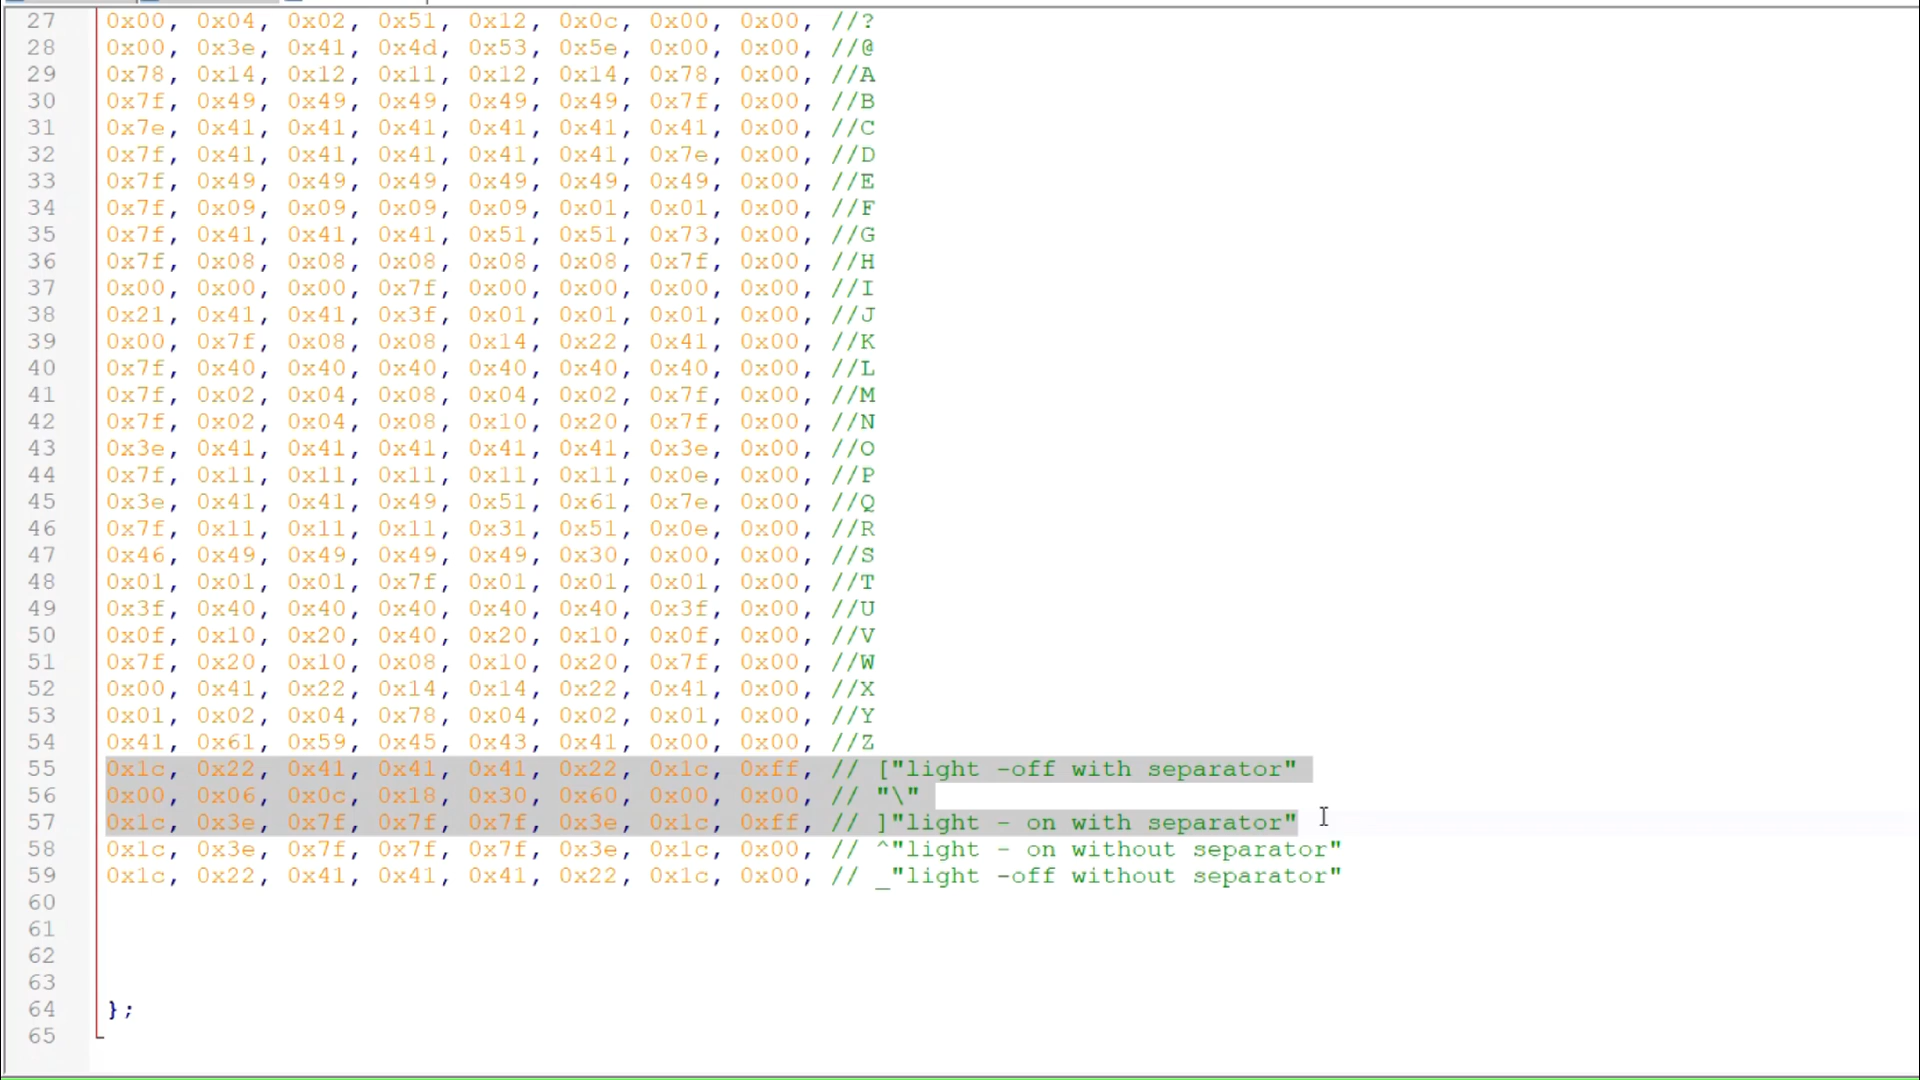 27 0x00, 0x04, 0x02, 0x51, 0x12, 0x0c, 0x00, 0x00, //?
28 0x00, 0x3e, 0x41, 0x4d, 0x53, 0x5e, 0x00, 0x00, //@
29 0x78, 0x14, 0x12, 0x11, 0x12, 0x14, 0x78, 0x00, //A
30 0x7f, 0x49, 0x49, 0x49, 0x49, 0x49, 0x7f, 0x00, //B
31 0x7e, 0x41, 0x41, 0x41, 0x41, 0x41, 0x41, 0x00, //C
32 0x7f, 0x41, 0x41, 0x41, 0x41, 0x41, 0x7e, 0x00, //D
33 0x7f, 0x49, 0x49, 0x49, 0x49, 0x49, 0x49, 0x00, //E
34 0x7f, 0x09, 0x09, 0x09, 0x09, 0x01, 0x01, 0x00, //F
35 0x7f, 0x41, 0x41, 0x41, 0x51, 0x51, 0x73, 0x00, //G
36 0x7f, 0x08, 0x08, 0x08, 0x08, 0x08, 0x7f, 0x00, //H
37 0x00, 0x00, 0x00, 0x7f, 0x00, 0x00, 0x00, 0x00, //I
38 0x21, 0x41, 0x41, 0x3f, 0x01, 0x01, 0x01, 0x00, //J
39 0x00, 0x7f, 0x08, 0x08, 0x14, 0x22, 0x41, 0x00, //K
40 0x7f, 0x40, 0x40, 0x40, 0x40, 0x40, 0x40, 0x00, //L
41 0x7f, 0x02, 0x04, 0x08, 0x04, 0x02, 0x7f, 0x00, //M
42 0x7f, 0x02, 0x04, 0x08, 0x10, 0x20, 0x7f, 0x00, //N
43 0x3e, 0x41, 0x41, 0x41, 0x41, 0x41, 0x3e, 0x00, //O
44 0x7f, 0x11, 0x11, 0x11, 0x11, 0x11, 0x0e, 0x00, //P
45 0x3e, 0x41, 0x41, 0x49, 0x51, 0x61, 0x7e, 0x00, //Q
46 0x7f, 0x11, 0x11, 0x11, 0x31, 0x51, 0x0e, 0x00, //R
47 0x46, 0x49, 0x49, 0x49, 0x49, 0x30, 0x00, 0x00, //S
48 0x01, 0x01, 0x01, 0x7f, 0x01, 0x01, 0x01, 0x00, //T
49 0x3f, 0x40, 0x40, 0x40, 0x40, 0x40, 0x3f, 0x00, //U
50 0x0f, 0x10, 0x20, 0x40, 0x20, 0x10, 0x0f, 0x00, //V
51 0x7f, 0x20, 0x10, 0x08, 0x10, 0x20, 0x7f, 0x00, //W
52 0x00, 0x41, 0x22, 0x14, 0x14, 0x22, 0x41, 0x00, //X
53 0x01, 0x02, 0x04, 0x78, 0x04, 0x02, 0x01, 0x00, //Y
54 0x41, 0x61, 0x59, 0x45, 0x43, 0x41, 0x00, 0x00, //Z
55 0x1c, 0x22, 0x41, 0x41, 0x41, 0x22, 0x1c, 0xff, // ["light -off with separator"
56 0x00, 0x06, 0x0c, 0x18, 0x30, 0x60, 0x00, 0x00, // "\"
57 0x1c, 0x3e, 0x7f, 0x7f, 0x7f, 0x3e, 0x1c, 0xff, // ]"light - on with separator"
58 0x1c, 0x3e, 0x7f, 0x7f, 0x7f, 0x3e, 0x1c, 0x00, // ^"light - on without separator"
59 0x1c, 0x22, 0x41, 0x41, 0x41, 0x22, 0x1c, 0x00, // _"light -off without separator"
60
61
62
63
64 };
65